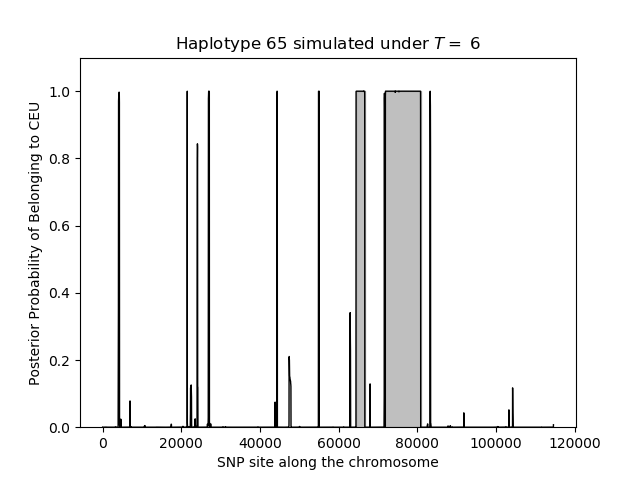 Haplotype 65 simulated under T = 6
Posterior Probability of Belonging to CEU
1.0
0.8
0.6
0.4
0.2
0.0
0 20000 40000 60000 80000 100000 120000
SNP site along the chromosome